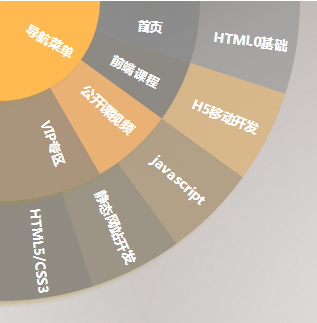 导航菜单
首页
前端课程
公开课视频
VIP专区
HTML0基础
H5移动开发
javascript
静态网站开发
HTML5/CSS3